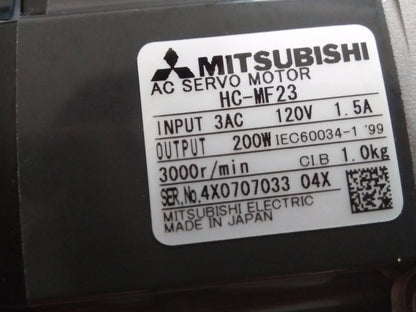 MITSUBISHI
AC SERVO MOTOR
HC-MF23
INPUT 3AC 120V 1.5A
OUTPUT 200W IEC60034-1 '99
3000r/min CI.B 1.0kg
SER.No.4X0707033 04X
MITSUBISHI ELECTRIC
MADE IN JAPAN